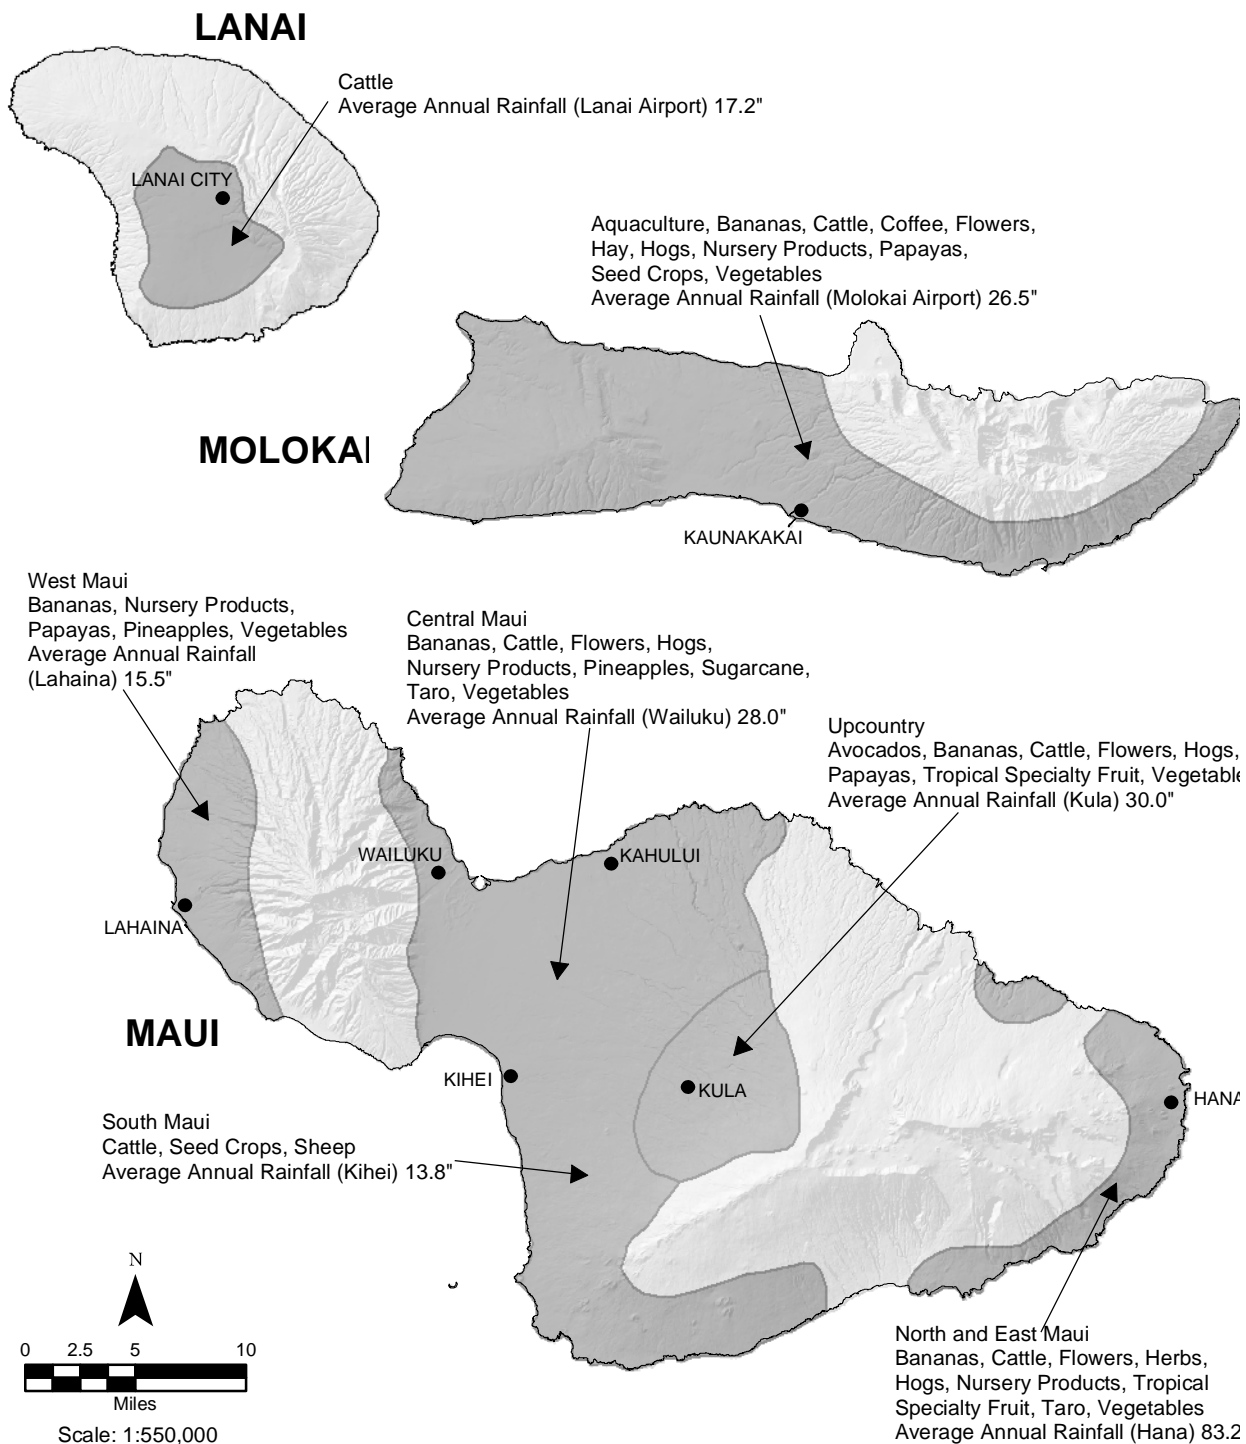 LANAI
Cattle
Average Annual Rainfall (Lanai Airport) 17.2"
LANAI CITY
Aquaculture, Bananas, Cattle, Coffee, Flowers,
Hay, Hogs, Nursery Products, Papayas,
Seed Crops, Vegetables
Average Annual Rainfall (Molokai Airport) 26.5"
MOLOKAI
KAUNAKAKAI
West Maui
Bananas, Nursery Products,
Papayas, Pineapples, Vegetables
Average Annual Rainfall
(Lahaina) 15.5"
Central Maui
Bananas, Cattle, Flowers, Hogs,
Nursery Products, Pineapples, Sugarcane,
Taro, Vegetables
Average Annual Rainfall (Wailuku) 28.0"
Upcountry
Avocados, Bananas, Cattle, Flowers, Hogs,
Papayas, Tropical Specialty Fruit, Vegetable
Average Annual Rainfall (Kula) 30.0"
WAILUKU
KAHULUI
LAHAINA
MAUI
KIHEI
KULA
HANA
South Maui
Cattle, Seed Crops, Sheep
Average Annual Rainfall (Kihei) 13.8"
N
0 2.5 5 10
Miles
Scale: 1:550,000
North and East Maui
Bananas, Cattle, Flowers, Herbs,
Hogs, Nursery Products, Tropical
Specialty Fruit, Taro, Vegetables
Average Annual Rainfall (Hana) 83.2